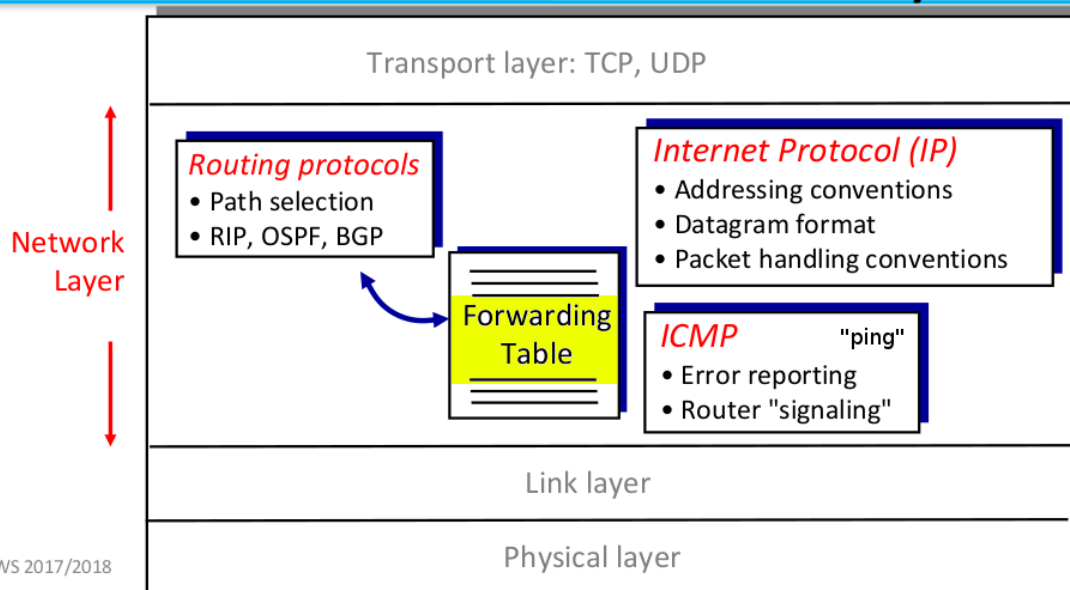 Transport layer: TCP, UDP
Routing protocols
• Path selection
• RIP, OSPF, BGP
Internet Protocol (IP)
• Addressing conventions
• Datagram format
• Packet handling conventions
Network
Layer
Forwarding
Table
ICMP "ping"
• Error reporting
• Router "signaling"
Link layer
Physical layer
WS 2017/2018